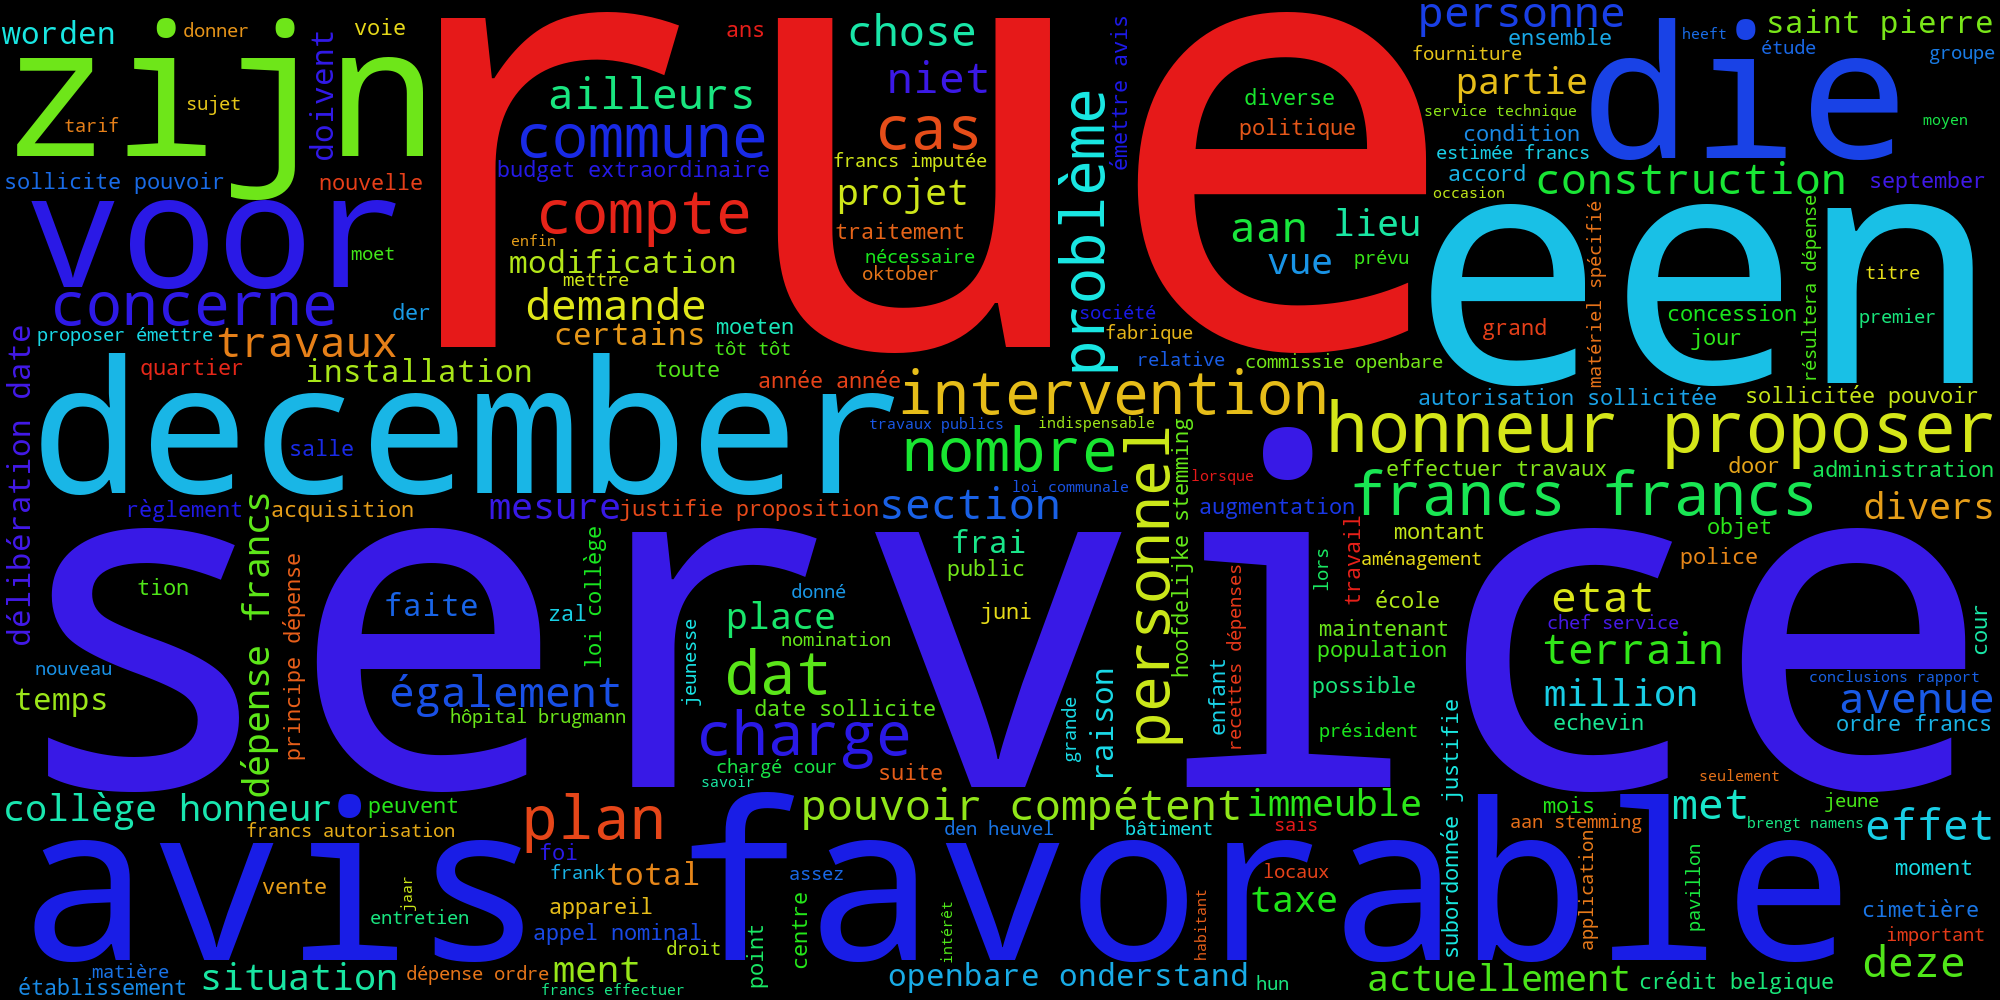 worden
donner
voie
ans
chose
personne
saint pierre
zijn
rue
die
ensemble
heeft
étude
groupe
fourniture
niet
doivent
émettre avis
partie
ailleurs
sujet
tarif
diverse
service technique
moyen
commune
cas
politique
condition
problème
francs imputée
estimée francs
budget extraordinaire
accord
sollicite pouvoir
nouvelle
construction
september
occasion
projet
voor
compte
aan
lieu
een
traitement
matériel spécifié
résultera dépense
enfin
moet
modification
nécessaire
vue
prévu
oktober
titre
mettre
concerne
der
demande
société
concession
premier
proposer émettre
travaux
certains
moeten
fabrique
grand
jour
tôt tôt
délibération date
quartier
installation
toute
relative
commissie openbare
année année
december
intervention
autorisation sollicitée
sollicitée pouvoir
travaux publics
indispensable
honneur proposer
salle
nombre
personnel
hoofdelijke stemming
lorsque
effectuer travaux
door
administration
loi communale
règlement
acquisition
mesure
justifie proposition
section
augmentation
francs francs
divers
service
dépense francs
principe dépense
loi collège
frai
lors
travail
montant
objet
aménagement
police
public
tion
faite
zal
donné
juni
école
etat
place
jeunesse
nomination
recettes dépenses
maintenant
chef service
cour
population
terrain
nouveau
dat
enfant
conclusions rapport
temps
également
possible
million
avenue
hôpital brugmann
date sollicite
grande
raison
charge
président
echevin
ordre francs
subordonnée justifie
chargé cour
suite
savoir
seulement
collège honneur
peuvent
plan
pouvoir compétent
immeuble
mois
met
jeune
francs autorisation
den heuvel
bâtiment
sais
aan stemming
brengt namens
effet
avis favorable
foi
application
pavillon
frank
total
assez
locaux
moment
vente
jaar
appareil
taxe
entretien
habitant
intérêt
cimetière
appel nominal
droit
centre
point
important
matière
situation
dépense ordre
ment
openbare onderstand
hun
actuellement
crédit belgique
deze
établissement
francs effectuer